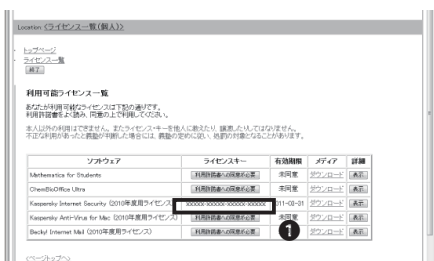 Location 〈ライセンス一覧(個人)〉
トップページ
ライセンス一覧
終了
利用可能ライセンス一覧
あなたが利用可能なライセンスは下記の通りです。
利用許諾書をよく読み、同意の上で利用してください。
本人以外の利用はできません。またライセンス・キーを他人に教えたり、譲渡したりしてはなりません。
不正な利用があったと義塾が判断した場合には、義塾の定めに従い、処罰の対象となることがあります。
ソフトウェア ライセンスキー 有効期限 メディア 詳細
Mathematica for Students 利用許諾書への同意が必要 未同意 ダウンロード 表示
ChemBioOffice Ultra 利用許諾書への同意が必要 未同意 ダウンロード 表示
Kaspersky Internet Security (2010年度用ライセンス) xxxxx-xxxxx-xxxxx-xxxxx 011-03-31 ダウンロード 表示
Kaspersky Anti-Virus for Mac (2010年度用ライセンス) 利用許諾書への同意が必要 未同意 ダウンロード 表示
Becky! Internet Mail (2010年度用ライセンス) 利用許諾書への同意が必要 ❶ ダウンロード 表示
〈ページトップへ〉